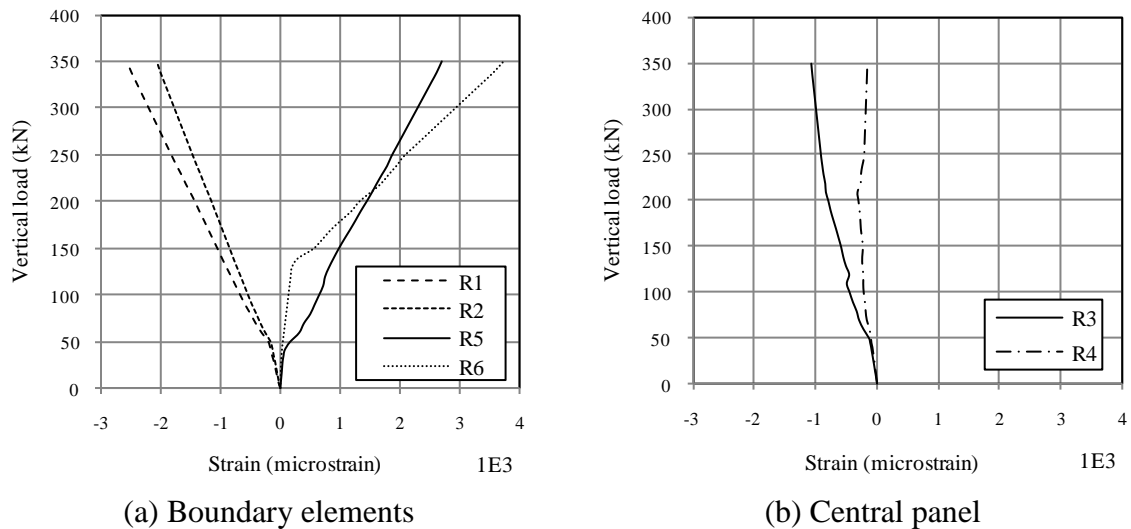 400
350
300
250
200
150
100
50
0
Vertical load (kN)
-3 -2 -1 0 1 2 3 4
Strain (microstrain) 1E3
R1
R2
R5
R6
(a) Boundary elements
400
350
300
250
200
150
100
50
0
Vertical load (kN)
-3 -2 -1 0 1 2 3 4
Strain (microstrain) 1E3
R3
R4
(b) Central panel